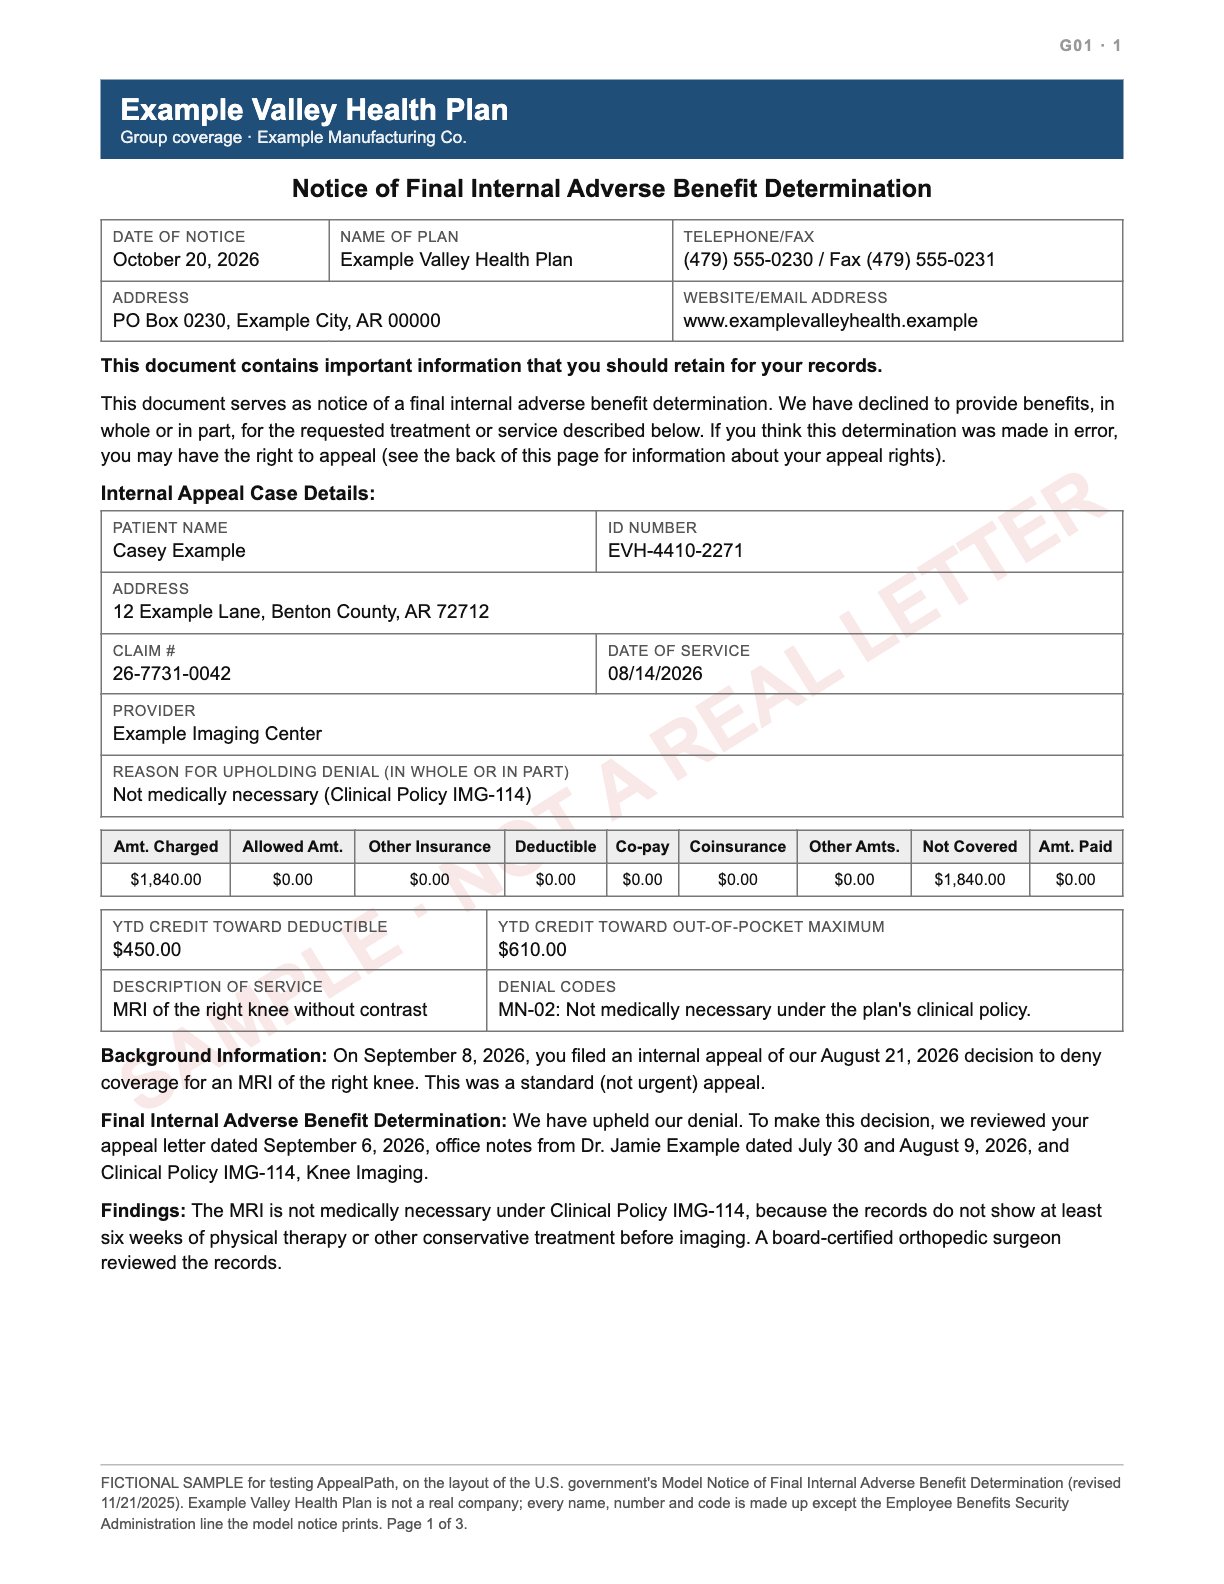 G01 · 1
Example Valley Health Plan
Group coverage · Example Manufacturing Co.
Notice of Final Internal Adverse Benefit Determination
DATE OF NOTICE
October 20, 2026
NAME OF PLAN
Example Valley Health Plan
TELEPHONE/FAX
(479) 555-0230 / Fax (479) 555-0231
ADDRESS
PO Box 0230, Example City, AR 00000
WEBSITE/EMAIL ADDRESS
www.examplevalleyhealth.example
This document contains important information that you should retain for your records.
This document serves as notice of a final internal adverse benefit determination. We have declined to provide benefits, in
whole or in part, for the requested treatment or service described below. If you think this determination was made in error,
you may have the right to appeal (see the back of this page for information about your appeal rights).
Internal Appeal Case Details:
PATIENT NAME
Casey Example
ID NUMBER
EVH-4410-2271
ADDRESS
12 Example Lane, Benton County, AR 72712
CLAIM #
26-7731-0042
DATE OF SERVICE
08/14/2026
PROVIDER
Example Imaging Center
REASON FOR UPHOLDING DENIAL (IN WHOLE OR IN PART)
Not medically necessary (Clinical Policy IMG-114)
Amt. Charged Allowed Amt. Other Insurance Deductible Co-pay Coinsurance Other Amts. Not Covered Amt. Paid
$1,840.00 $0.00 $0.00 $0.00 $0.00 $0.00 $0.00 $1,840.00 $0.00
YTD CREDIT TOWARD DEDUCTIBLE
$450.00
YTD CREDIT TOWARD OUT-OF-POCKET MAXIMUM
$610.00
DESCRIPTION OF SERVICE
MRI of the right knee without contrast
DENIAL CODES
MN-02: Not medically necessary under the plan's clinical policy.
Background Information: On September 8, 2026, you filed an internal appeal of our August 21, 2026 decision to deny
coverage for an MRI of the right knee. This was a standard (not urgent) appeal.
Final Internal Adverse Benefit Determination: We have upheld our denial. To make this decision, we reviewed your
appeal letter dated September 6, 2026, office notes from Dr. Jamie Example dated July 30 and August 9, 2026, and
Clinical Policy IMG-114, Knee Imaging.
Findings: The MRI is not medically necessary under Clinical Policy IMG-114, because the records do not show at least
six weeks of physical therapy or other conservative treatment before imaging. A board-certified orthopedic surgeon
reviewed the records.
SAMPLE · NOT A REAL LETTER
FICTIONAL SAMPLE for testing AppealPath, on the layout of the U.S. government's Model Notice of Final Internal Adverse Benefit Determination (revised
11/21/2025). Example Valley Health Plan is not a real company; every name, number and code is made up except the Employee Benefits Security
Administration line the model notice prints. Page 1 of 3.